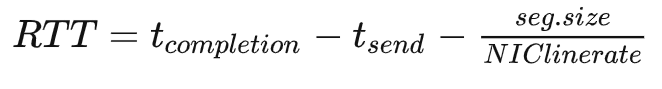 RTT = t_completion − t_send − seg.size / NIClinerate